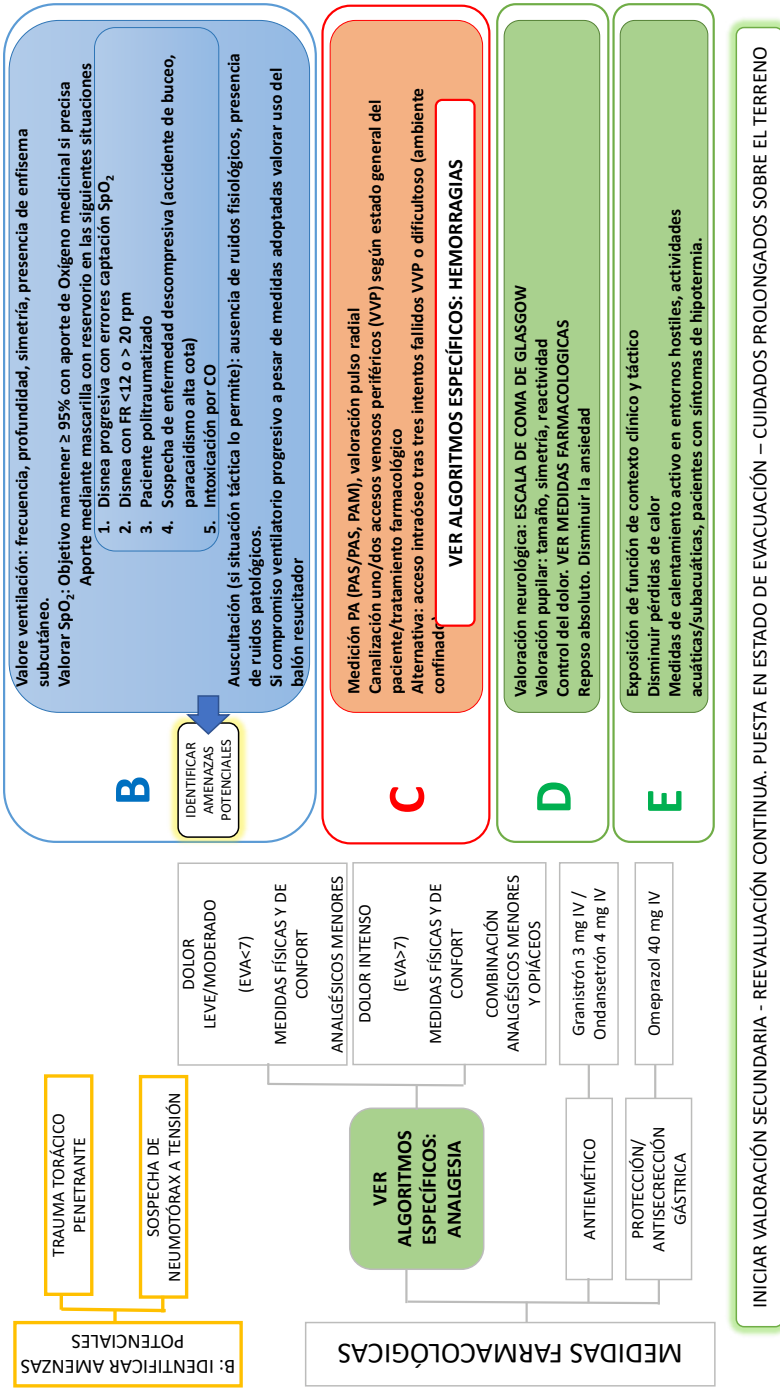 B
Valore ventilación: frecuencia, profundidad, simetría, presencia de enfisema
subcutáneo.
Valorar SpO2: Objetivo mantener ≥ 95% con aporte de Oxígeno medicinal si precisa
Aporte mediante mascarilla con reservorio en las siguientes situaciones
1. Disnea progresiva con errores captación SpO2
2. Disnea con FR <12 o > 20 rpm
3. Paciente politraumatizado
4. Sospecha de enfermedad descompresiva (accidente de buceo,
paracaidismo alta cota)
5. Intoxicación por CO
Auscultación (si situación táctica lo permite): ausencia de ruidos fisiológicos, presencia
de ruidos patológicos.
Si compromiso ventilatorio progresivo a pesar de medidas adoptadas valorar uso del
balón resucitador
IDENTIFICAR
AMENAZAS
POTENCIALES
C
Medición PA (PAS/PAS, PAM), valoración pulso radial
Canalización uno/dos accesos venosos periféricos (VVP) según estado general del
paciente/tratamiento farmacológico
Alternativa: acceso intraóseo tras tres intentos fallidos VVP o dificultoso (ambiente
confinado)
VER ALGORITMOS ESPECÍFICOS: HEMORRAGIAS
D
Valoración neurológica: ESCALA DE COMA DE GLASGOW
Valoración pupilar: tamaño, simetría, reactividad
Control del dolor. VER MEDIDAS FARMACOLOGICAS
Reposo absoluto. Disminuir la ansiedad
E
Exposición de función de contexto clínico y táctico
Disminuir pérdidas de calor
Medidas de calentamiento activo en entornos hostiles, actividades
acuáticas/subacuáticas, pacientes con síntomas de hipotermia.
B: IDENTIFICAR AMENZAS
POTENCIALES
TRAUMA TORÁCICO
PENETRANTE
SOSPECHA DE
NEUMOTÓRAX A TENSIÓN
MEDIDAS FARMACOLÓGICAS
VER
ALGORITMOS
ESPECÍFICOS:
ANALGESIA
DOLOR
LEVE/MODERADO
(EVA<7)
MEDIDAS FÍSICAS Y DE
CONFORT
ANALGÉSICOS MENORES
DOLOR INTENSO
(EVA>7)
MEDIDAS FÍSICAS Y DE
CONFORT
COMBINACIÓN
ANALGÉSICOS MENORES
Y OPIÁCEOS
ANTIEMÉTICO
Granistrón 3 mg IV /
Ondansetrón 4 mg IV
PROTECCIÓN/
ANTISECRECCIÓN
GÁSTRICA
Omeprazol 40 mg IV
INICIAR VALORACIÓN SECUNDARIA - REEVALUACIÓN CONTINUA. PUESTA EN ESTADO DE EVACUACIÓN – CUIDADOS PROLONGADOS SOBRE EL TERRENO